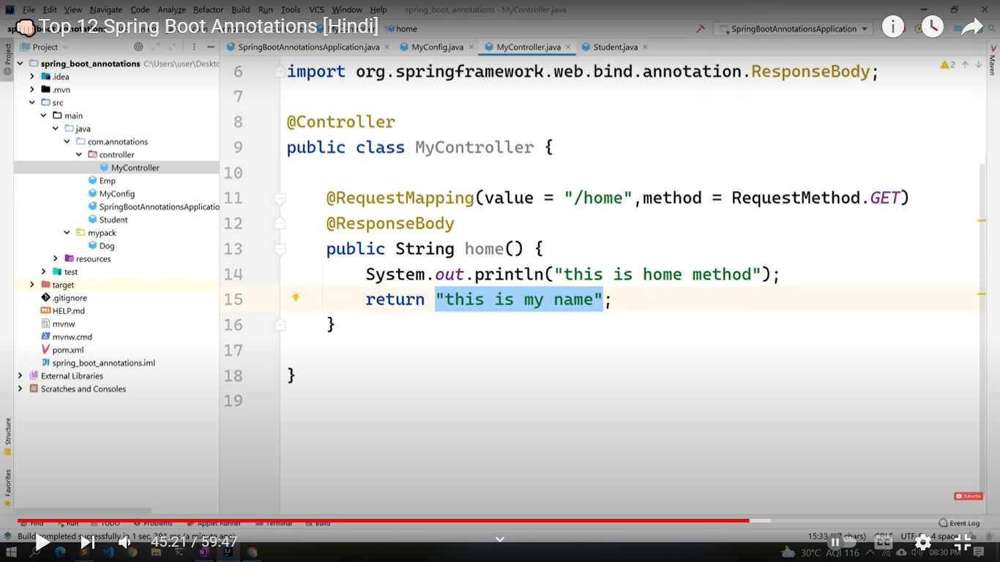 File Edit View Navigate Code Analyze Refactor Build Run Tools VCS Window Help spring_boot_annotations - MyController.java
Top 12 Spring Boot Annotations [Hindi]
home
SpringBootAnnotationsApplication
Project
SpringBootAnnotationsApplication.java MyConfig.java MyController.java Student.java
spring_boot_annotations C:\Users\user\Deskto
.idea
.mvn
src
main
java
com.annotations
controller
MyController
Emp
MyConfig
SpringBootAnnotationsApplicatio
Student
mypack
Dog
resources
test
target
.gitignore
HELP.md
mvnw
mvnw.cmd
pom.xml
spring_boot_annotations.iml
External Libraries
Scratches and Consoles
Project
Structure
Favorites
6 import org.springframework.web.bind.annotation.ResponseBody;
7
8 @Controller
9 public class MyController {
10
11 @RequestMapping(value = "/home",method = RequestMethod.GET)
12 @ResponseBody
13 public String home() {
14 System.out.println("this is home method");
15 return "this is my name";
16 }
17
18 }
19
2
Maven
Subscribe
Find Run TODO Problems Applet Runner Terminal Build Event Log
Build completed successfully in 1 sec, 391 ms (a minute ago) 15:33 (17 chars) CRLF UTF-8 4 spaces
45:21 / 59:47
30°C AQI 116 08:30 PM